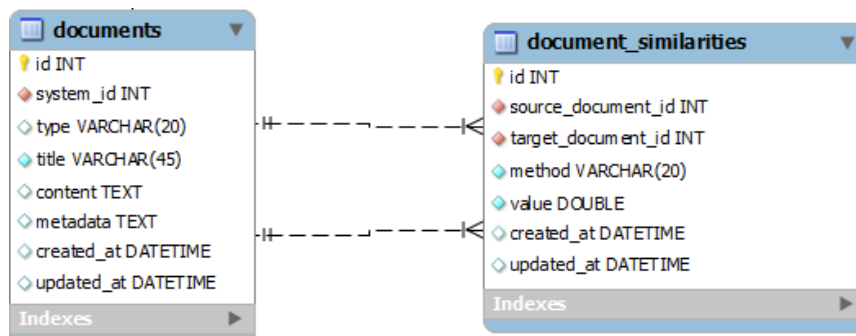 documents
id INT
system_id INT
type VARCHAR(20)
title VARCHAR(45)
content TEXT
metadata TEXT
created_at DATETIME
updated_at DATETIME
Indexes
document_similarities
id INT
source_document_id INT
target_document_id INT
method VARCHAR(20)
value DOUBLE
created_at DATETIME
updated_at DATETIME
Indexes